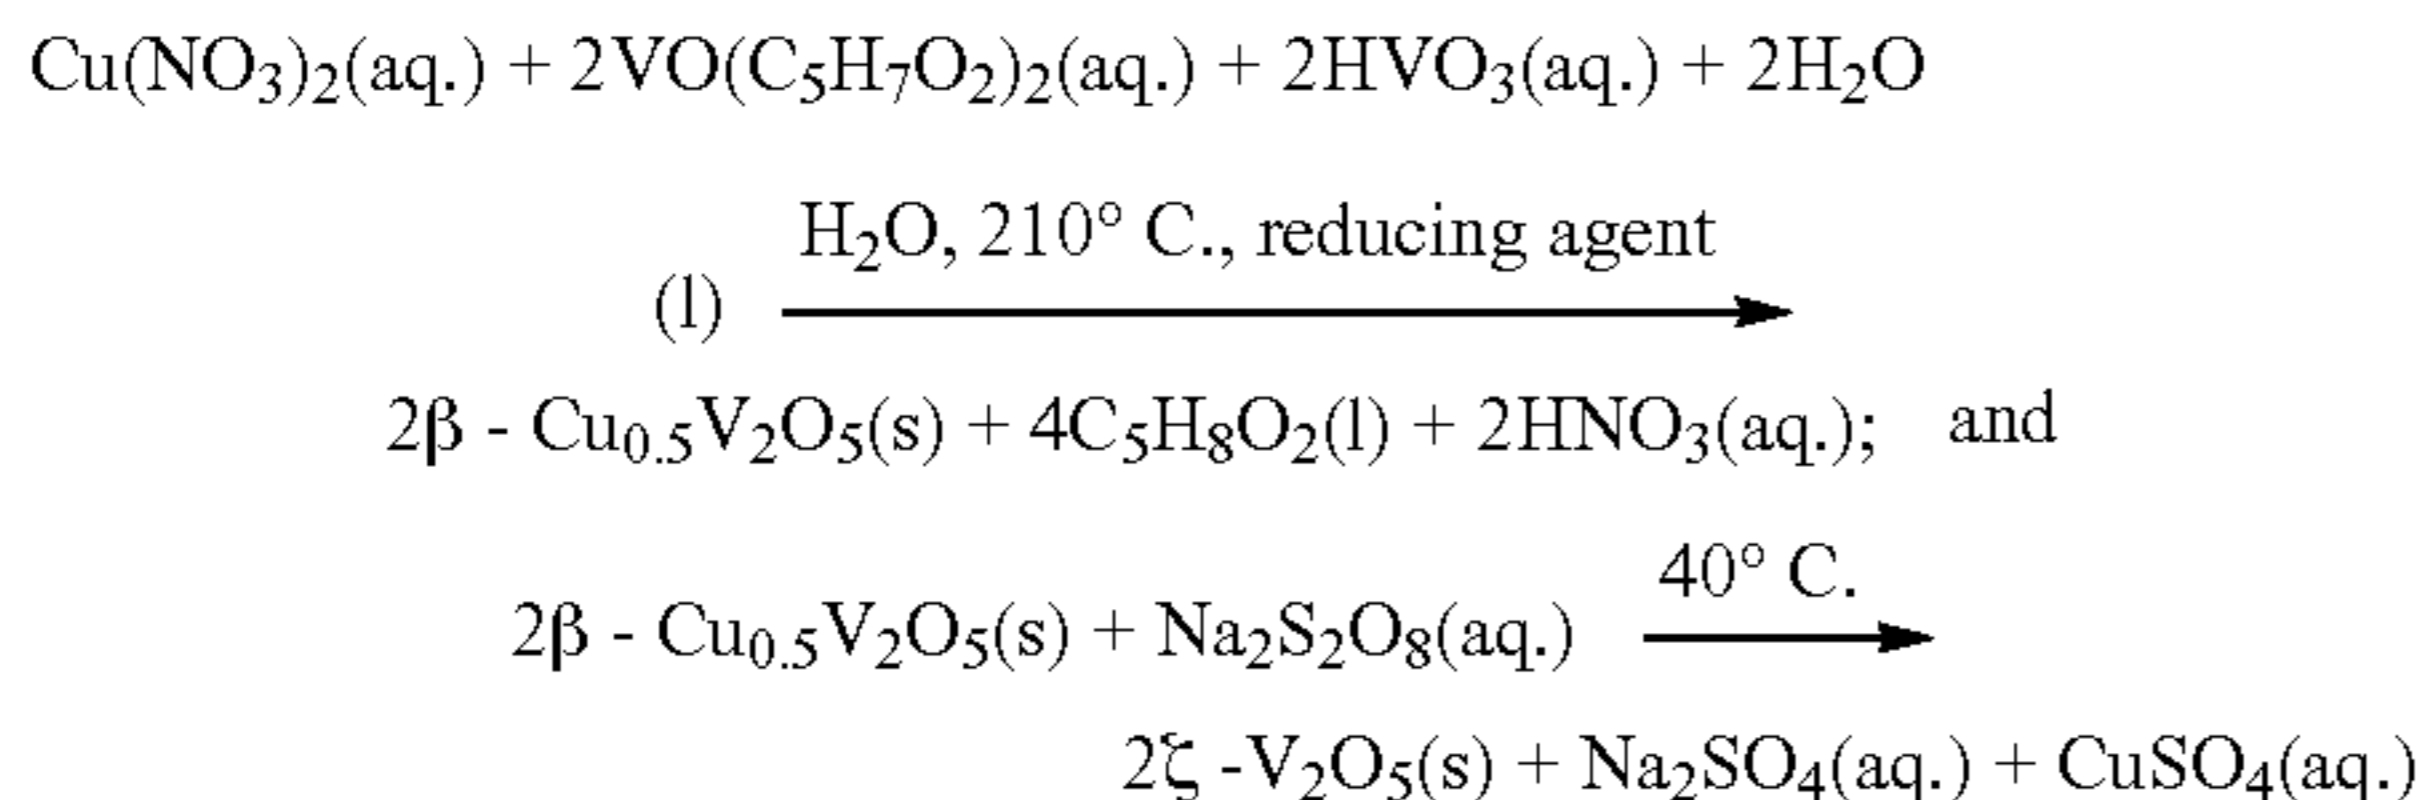 Cu(NO₃)₂(aq.) + 2VO(C₅H₇O₂)₂(aq.) + 2HVO₃(aq.) + 2H₂O
H₂O, 210° C., reducing agent
(l)
2β - Cu₀.₅V₂O₅(s) + 4C₅H₈O₂(l) + 2HNO₃(aq.); and
40° C.
2β - Cu₀.₅V₂O₅(s) + Na₂S₂O₈(aq.)
2ζ -V₂O₅(s) + Na₂SO₄(aq.) + CuSO₄(aq.)